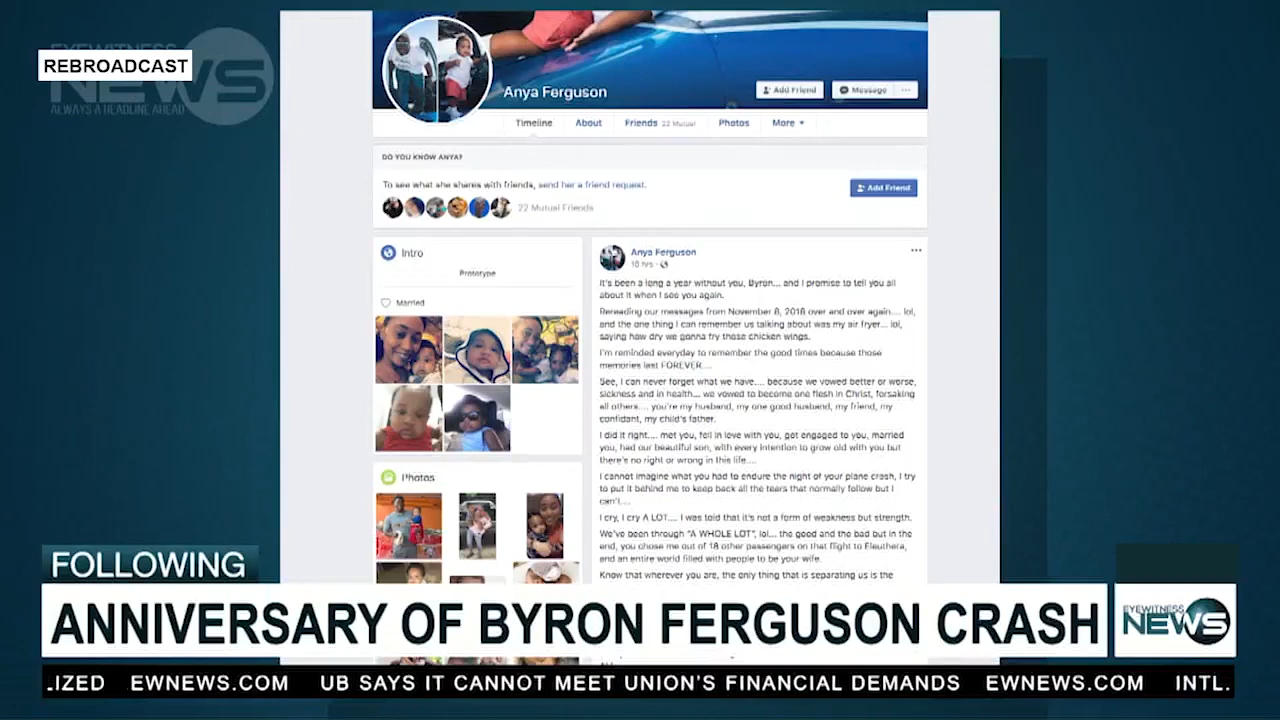 EYEWITNESS
NEWS
ALWAYS A HEADLINE AHEAD
REBROADCAST
Anya Ferguson
Add Friend
Message
Timeline
About
Friends 22 Mutual
Photos
More
DO YOU KNOW ANYA?
To see what she shares with friends, send her a friend request.
Add Friend
22 Mutual Friends
Intro
Prototype
Married
Photos
Anya Ferguson
It's been a long a year without you, Byron... and I promise to tell you all
about it when I see you again.
Rereading our messages from November 8, 2018 over and over again.... lol,
and the one thing I can remember us talking about was my air fryer... lol,
saying how dry we gonna fry those chicken wings.
I'm reminded everyday to remember the good times because those
memories last FOREVER....
See, I can never forget what we have.... because we vowed better or worse,
sickness and in health... we vowed to become one flesh in Christ, forsaking
all others.... you're my husband, my one good husband, my friend, my
confidant, my child's father.
I did it right.... met you, fell in love with you, got engaged to you, married
you, had our beautiful son, with every intention to grow old with you but
there's no right or wrong in this life....
I cannot imagine what you had to endure the night of your plane crash, I try
to put it behind me to keep back all the tears that normally follow but I
can't....
I cry, I cry A LOT.... I was told that it's not a form of weakness but strength.
We've been through "A WHOLE LOT", lol... the good and the bad but in the
end, you chose me out of 18 other passengers on that flight to Eleuthera,
and an entire world filled with people to be your wife.
Know that wherever you are, the only thing that is separating us is the
FOLLOWING
ANNIVERSARY OF BYRON FERGUSON CRASH
EYEWITNESS
NEWS
.IZED EWNEWS.COM UB SAYS IT CANNOT MEET UNION'S FINANCIAL DEMANDS EWNEWS.COM INTL.